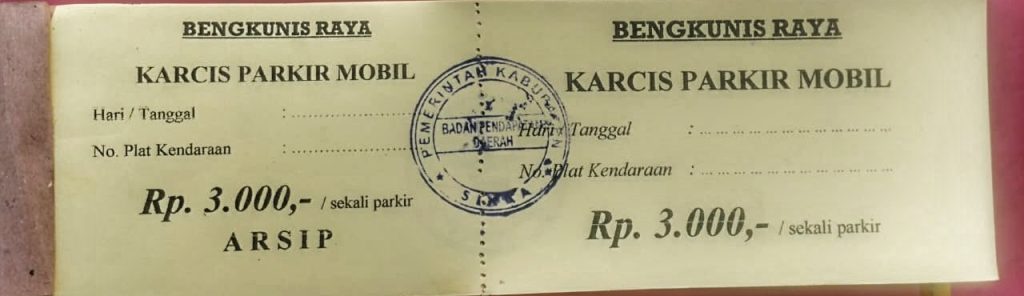 BENGKUNIS RAYA
KARCIS PARKIR MOBIL
Hari / Tanggal : ..............................
No. Plat Kendaraan : ..............................
Rp. 3.000,- / sekali parkir
ARSIP
PEMERINTAH KABUPATEN
BADAN PENDAPATAN
DAERAH
BENGKUNIS RAYA
KARCIS PARKIR MOBIL
Hari / Tanggal : ..............................
No. Plat Kendaraan : ..............................
Rp. 3.000,- / sekali parkir